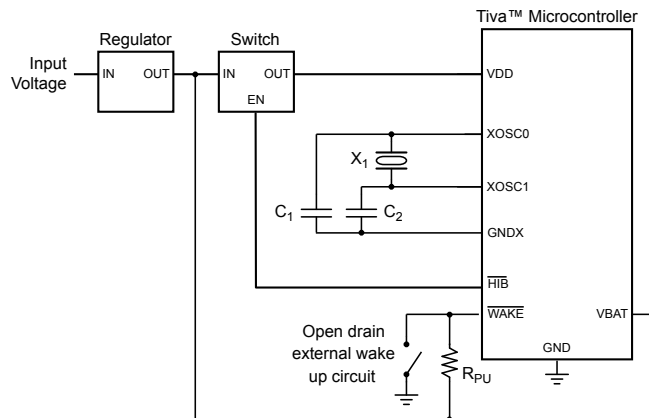 Tiva™ Microcontroller
Regulator
Switch
Input
Voltage
IN
OUT
IN
OUT
EN
VDD
XOSC0
X1
XOSC1
C1
C2
GNDX
HIB
WAKE
VBAT
Open drain
external wake
up circuit
RPU
GND